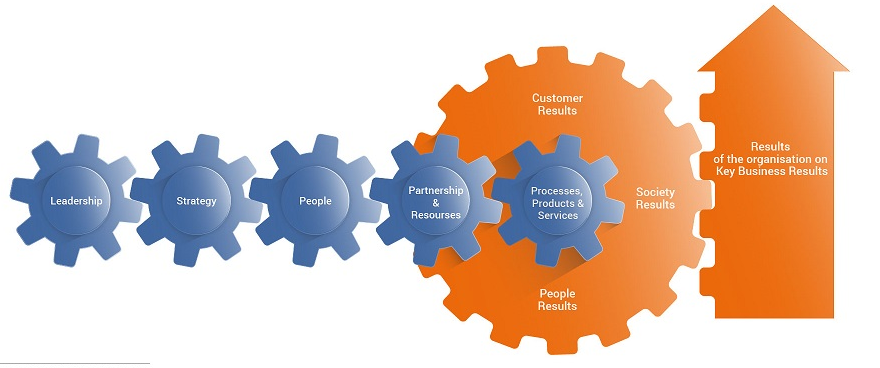 Leadership
Strategy
People
Partnership
&
Resourses
Processes,
Products &
Services
Customer
Results
Society
Results
People
Results
Results
of the organisation on
Key Business Results